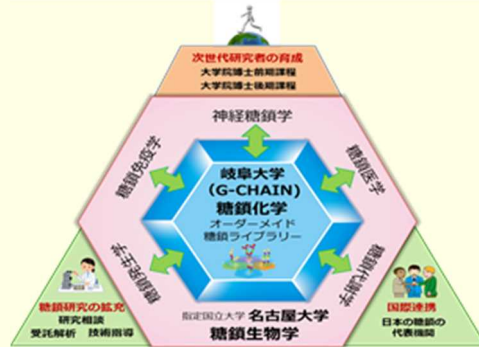 次世代研究者の育成
大学院博士前期課程
大学院博士後期課程
神経糖鎖学
糖鎖免疫学
糖鎖医学
岐阜大学
(G-CHAIN)
糖鎖化学
オーダーメイド
糖鎖ライブラリー
糖鎖発生学
糖鎖代謝学
指定国立大学 名古屋大学
糖鎖生物学
糖鎖研究の拡充
研究相談
受託解析 技術指導
国際連携
日本の糖鎖の
代表機関